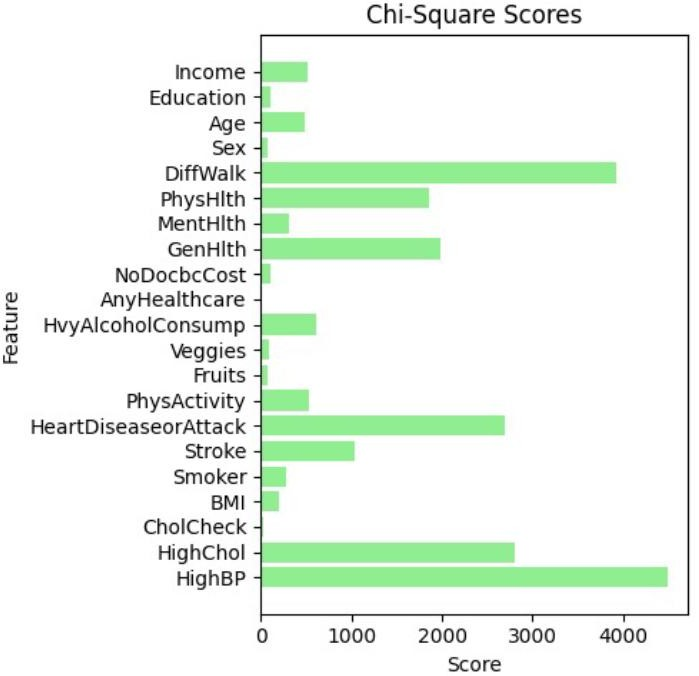 Chi-Square Scores
Income
Education
Age
Sex
DiffWalk
PhysHlth
MentHlth
GenHlth
NoDocbcCost
AnyHealthcare
HvyAlcoholConsump
Veggies
Fruits
PhysActivity
HeartDiseaseorAttack
Stroke
Smoker
BMI
CholCheck
HighChol
HighBP
Feature
0 1000 2000 3000 4000
Score